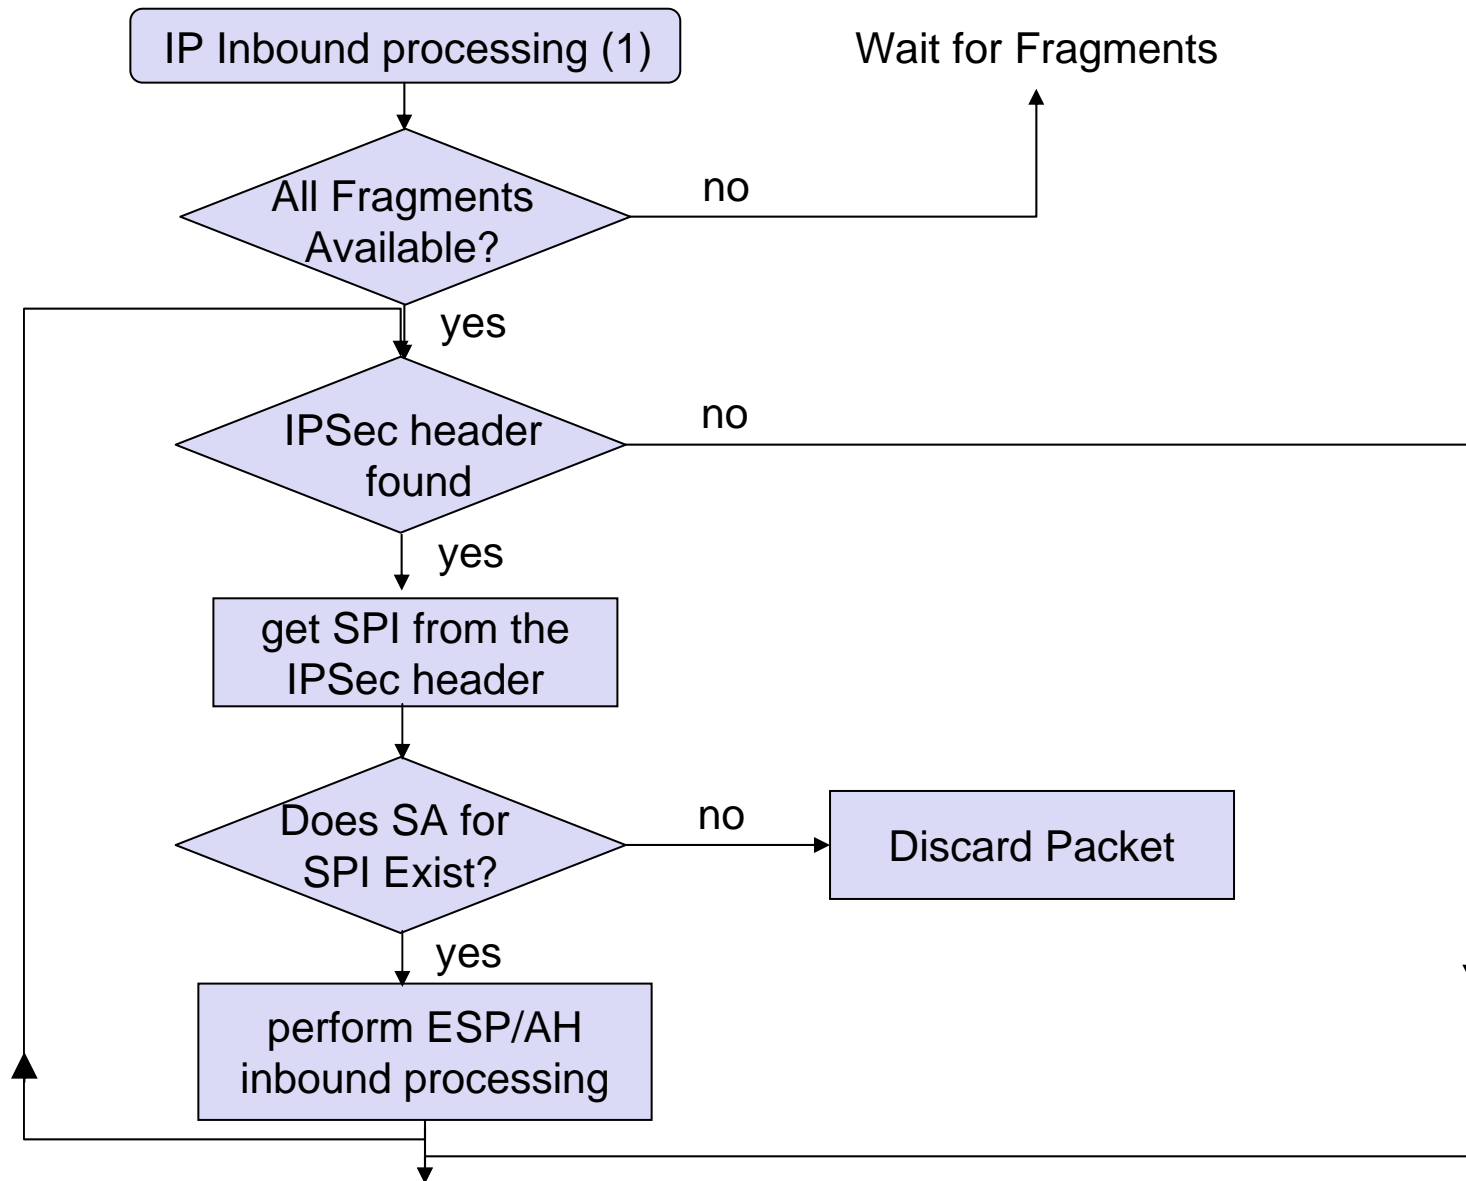 IP Inbound processing (1)
Wait for Fragments
All Fragments
Available?
no
yes
IPSec header
found
no
yes
get SPI from the
IPSec header
Does SA for
SPI Exist?
no
Discard Packet
yes
perform ESP/AH
inbound processing